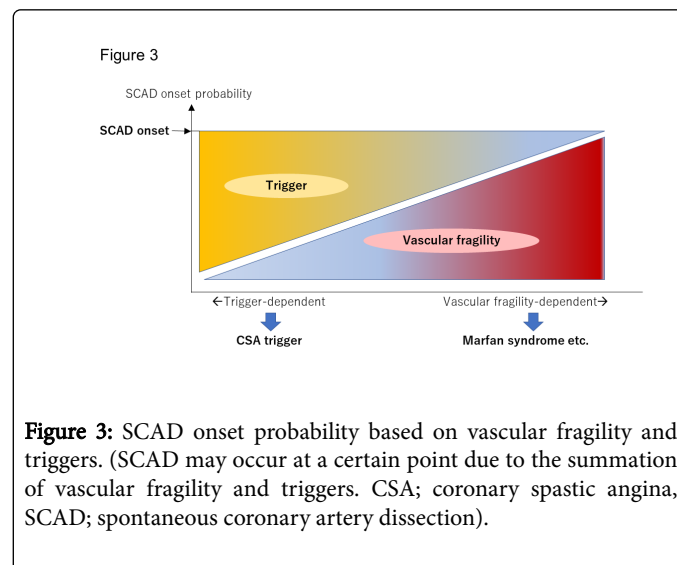 Figure 3
SCAD onset probability
SCAD onset
Trigger
Vascular fragility
←Trigger-dependent
Vascular fragility-dependent→
CSA trigger
Marfan syndrome etc.
Figure 3: SCAD onset probability based on vascular fragility and
triggers. (SCAD may occur at a certain point due to the summation
of vascular fragility and triggers. CSA; coronary spastic angina,
SCAD; spontaneous coronary artery dissection).